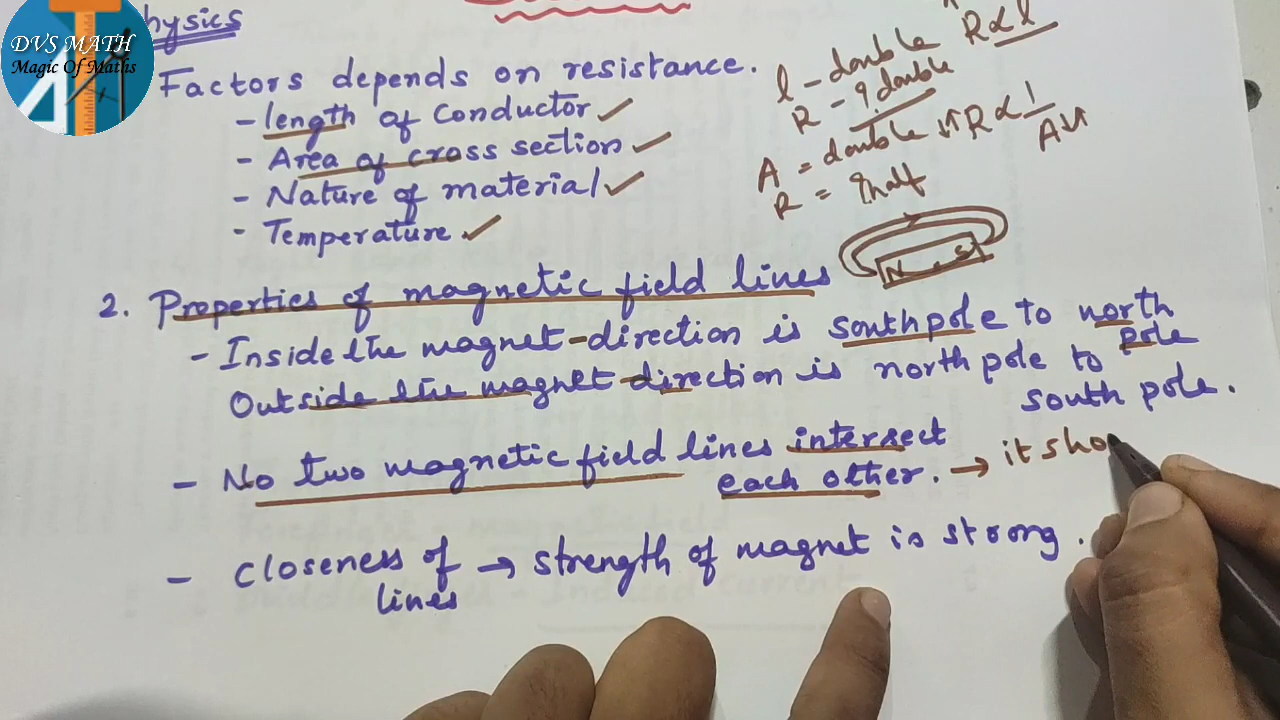 hysics
DVS MATH
Magic Of Maths
Factors depends on resistance.
- length of conductor ✓
- Area of cross section ✓
- Nature of material ✓
- Temperature ✓
R ∝ l
l - double
R - double
A = double ↓↑ R ∝ 1/A ↓↑
R = half
N S
2. Properties of magnetic field lines
- Inside the magnet - direction is south pole to north pole
Outside the magnet - direction is north pole to south pole.
- No two magnetic field lines intersect
each other. → it sho
- closeness of lines → strength of magnet is strong.